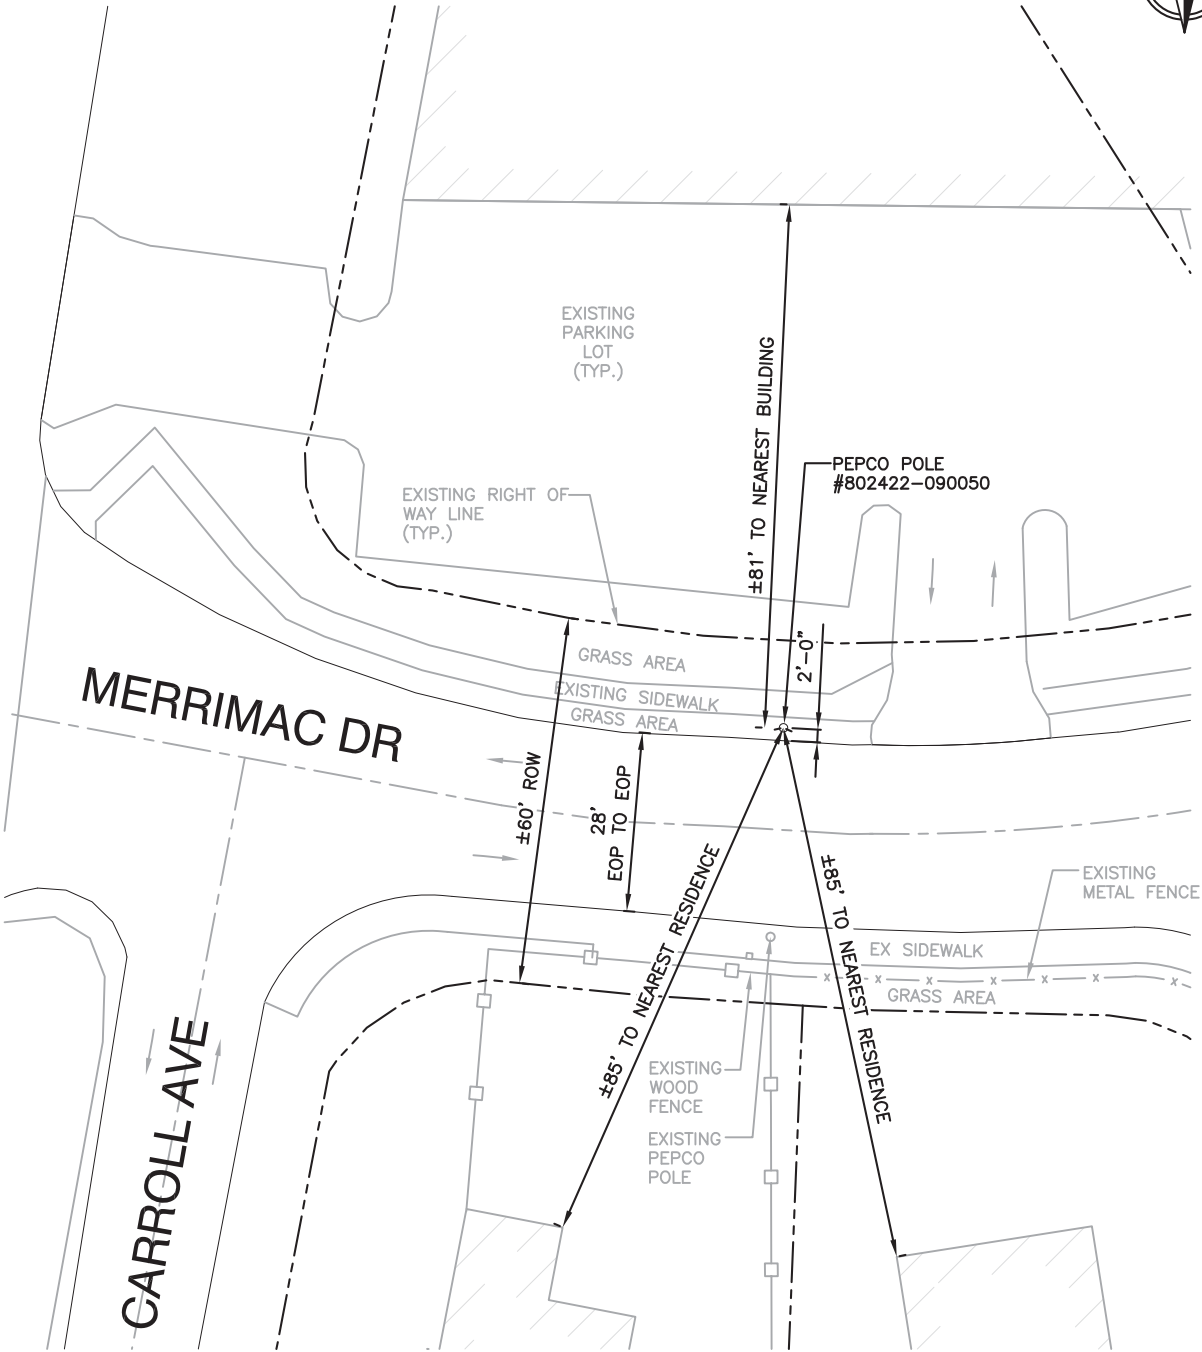 EXISTING
PARKING
LOT
(TYP.)
±81' TO NEAREST BUILDING
PEPCO POLE
#802422-090050
EXISTING RIGHT OF
WAY LINE
(TYP.)
2'-0"
GRASS AREA
EXISTING SIDEWALK
GRASS AREA
MERRIMAC DR
±60' ROW
28'
EOP TO EOP
±85' TO NEAREST RESIDENCE
±85' TO NEAREST RESIDENCE
EXISTING
METAL FENCE
EX SIDEWALK
GRASS AREA
EXISTING
WOOD
FENCE
EXISTING
PEPCO
POLE
CARROLL AVE